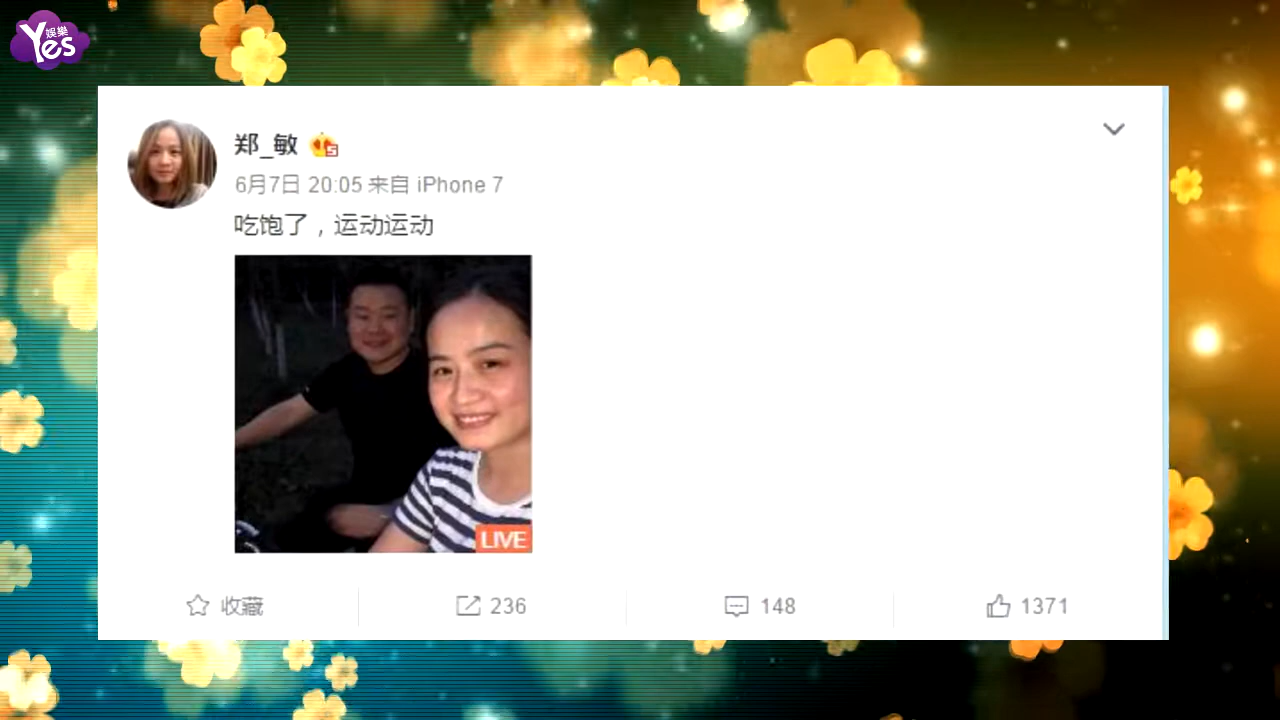 Yes 娛樂
郑_敏
6月7日 20:05 来自 iPhone 7
吃饱了，运动运动
LIVE
收藏
236
148
1371